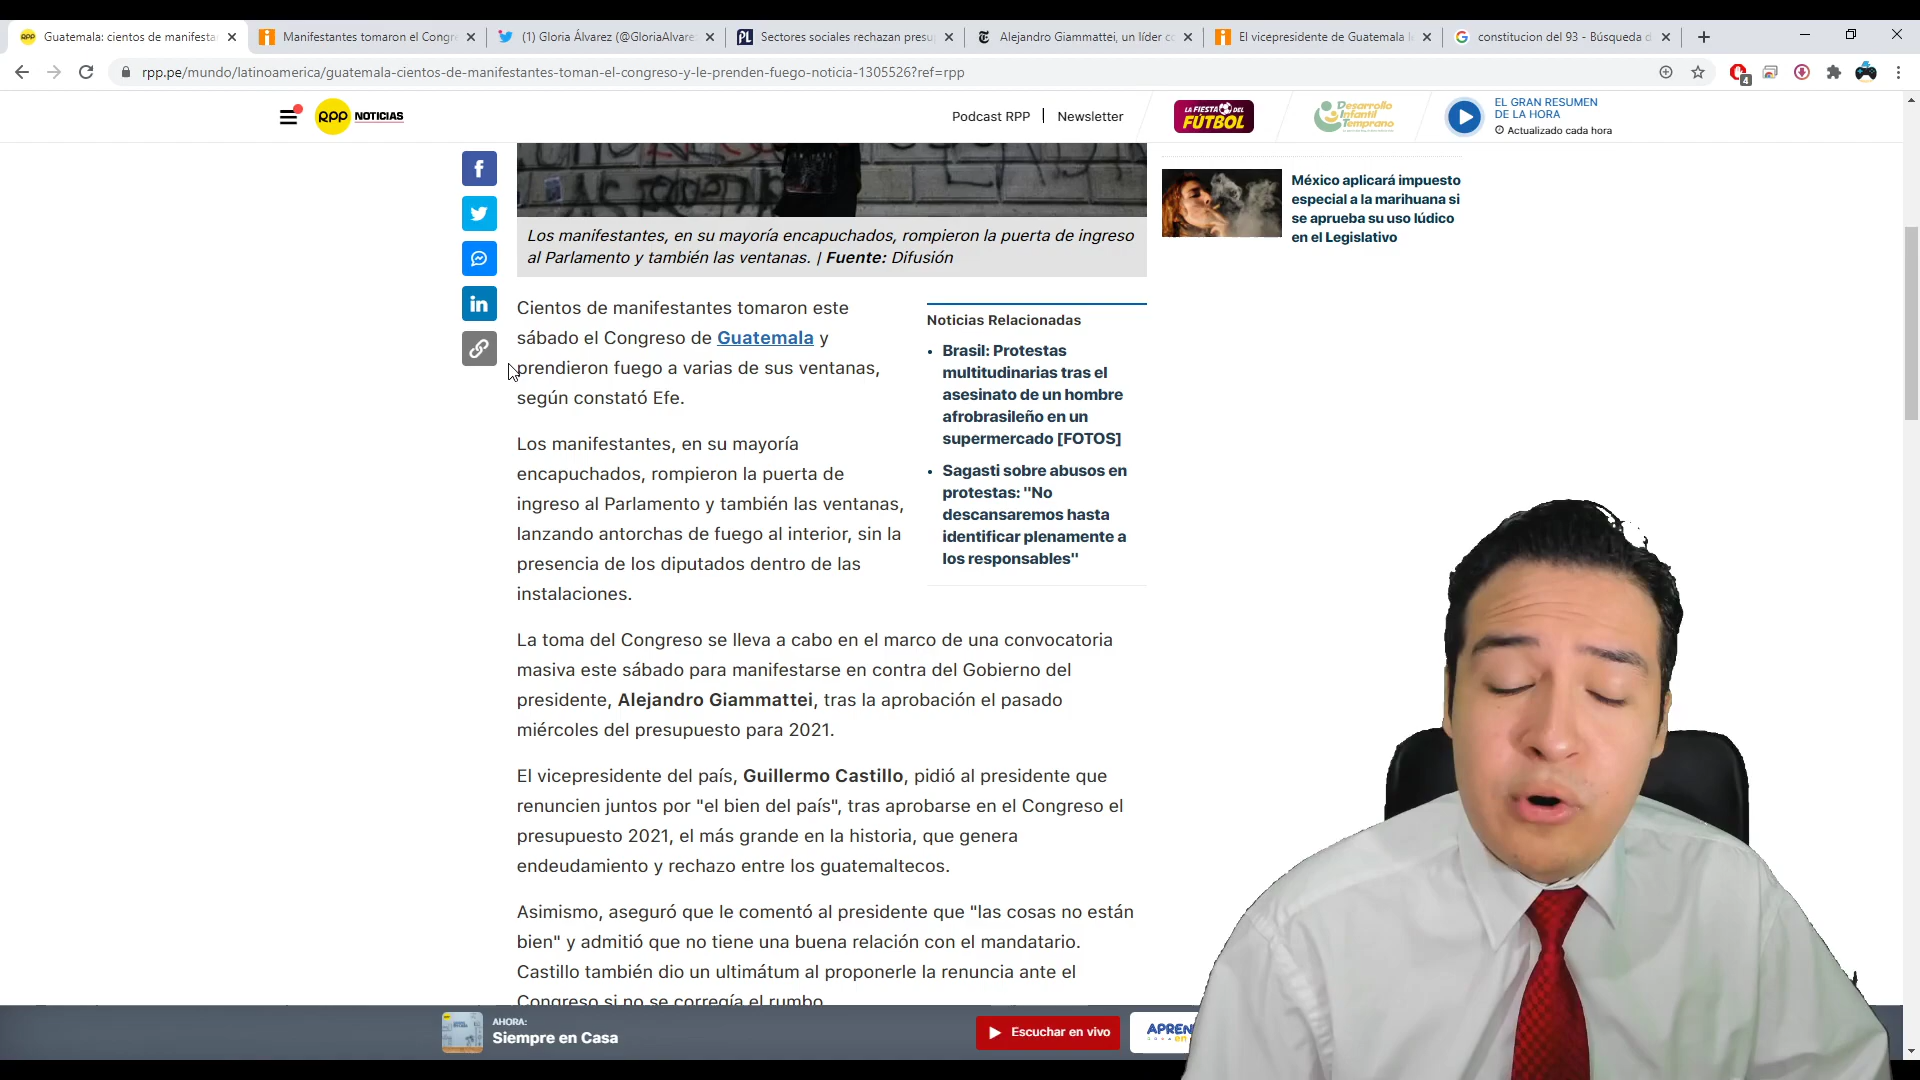 RPP Guatemala: cientos de manifesta
Manifestantes tomaron el Congre
(1) Gloria Álvarez (@GloriaAlvare
PL Sectores sociales rechazan presu
Alejandro Giammattei, un líder c
El vicepresidente de Guatemala l
constitucion del 93 - Búsqueda d
rpp.pe/mundo/latinoamerica/guatemala-cientos-de-manifestantes-toman-el-congreso-y-le-prenden-fuego-noticia-1305526?ref=rpp
4
RPP NOTICIAS
Podcast RPP | Newsletter
LA FIESTA DEL
FÚTBOL
Desarrollo
Infantil
Temprano
EL GRAN RESUMEN
DE LA HORA
Actualizado cada hora
Los manifestantes, en su mayoría encapuchados, rompieron la puerta de ingreso
al Parlamento y también las ventanas. | Fuente: Difusión
México aplicará impuesto
especial a la marihuana si
se aprueba su uso lúdico
en el Legislativo
Cientos de manifestantes tomaron este
sábado el Congreso de Guatemala y
prendieron fuego a varias de sus ventanas,
según constató Efe.
Noticias Relacionadas
• Brasil: Protestas
multitudinarias tras el
asesinato de un hombre
afrobrasileño en un
supermercado [FOTOS]
• Sagasti sobre abusos en
protestas: "No
descansaremos hasta
identificar plenamente a
los responsables"
Los manifestantes, en su mayoría
encapuchados, rompieron la puerta de
ingreso al Parlamento y también las ventanas,
lanzando antorchas de fuego al interior, sin la
presencia de los diputados dentro de las
instalaciones.
La toma del Congreso se lleva a cabo en el marco de una convocatoria
masiva este sábado para manifestarse en contra del Gobierno del
presidente, Alejandro Giammattei, tras la aprobación el pasado
miércoles del presupuesto para 2021.
El vicepresidente del país, Guillermo Castillo, pidió al presidente que
renuncien juntos por "el bien del país", tras aprobarse en el Congreso el
presupuesto 2021, el más grande en la historia, que genera
endeudamiento y rechazo entre los guatemaltecos.
Asimismo, aseguró que le comentó al presidente que "las cosas no están
bien" y admitió que no tiene una buena relación con el mandatario.
Castillo también dio un ultimátum al proponerle la renuncia ante el
Congreso si no se corregía el rumbo
AHORA:
Siempre en Casa
Escuchar en vivo
APREN
en